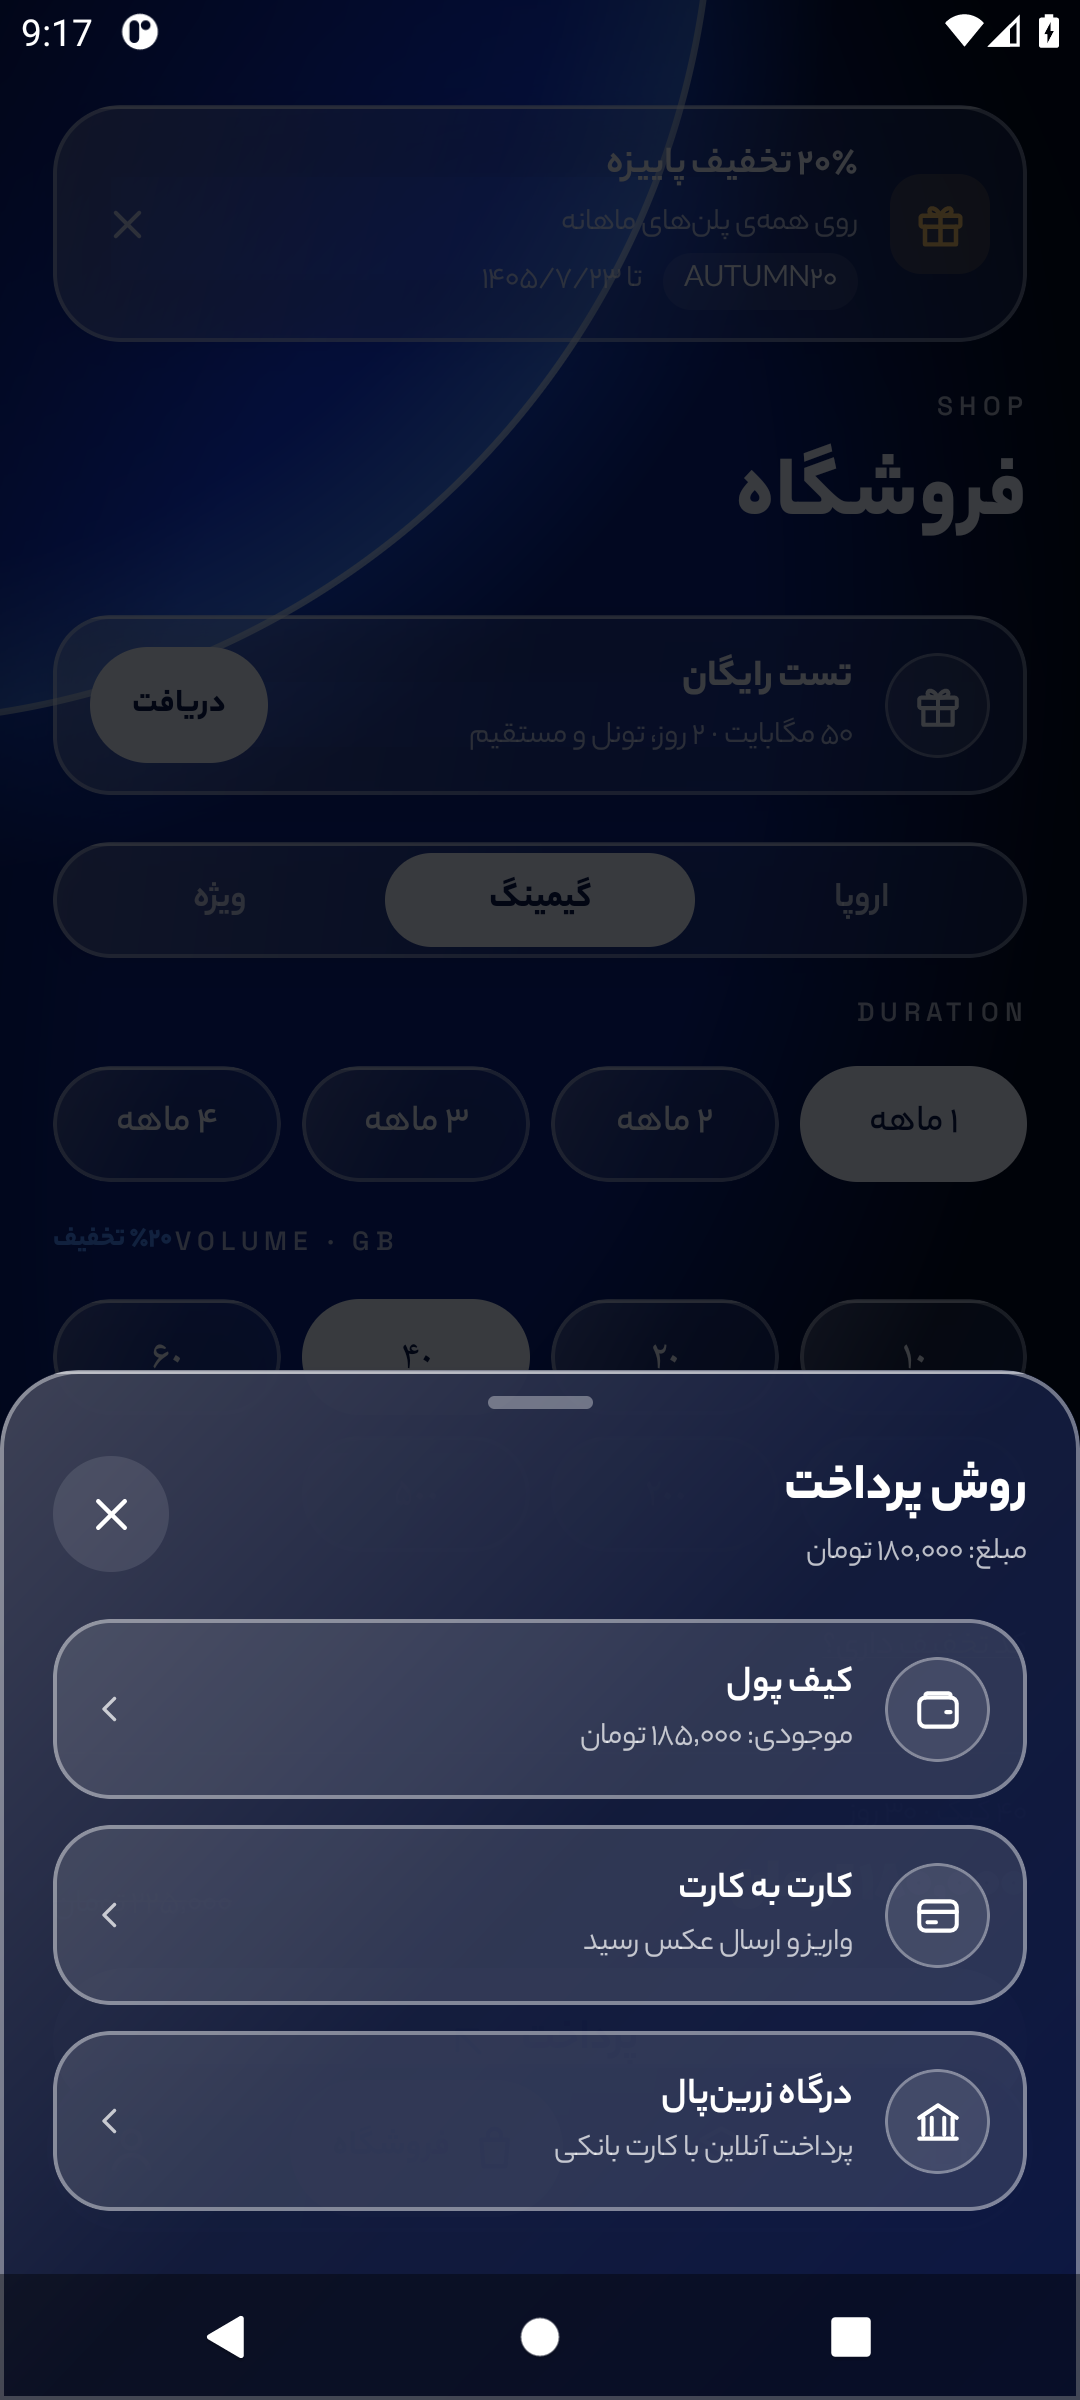 9:17
۲۰% تخفیف پاییزه
روی همه‌ی پلن‌های ماهانه
AUTUMN۲۰ تا ۱۴۰۵/۷/۲۳
SHOP
فروشگاه
تست رایگان
۵۰ مگابایت · ۲ روز، تونل و مستقیم
دریافت
اروپا گیمینگ ویژه
DURATION
۱ ماهه ۲ ماهه ۳ ماهه ۴ ماهه
VOLUME · GB ۲۰٪ تخفیف
۱۰ ۲۰ ۴۰ ۶۰
روش پرداخت
مبلغ: ۱۸۰,۰۰۰ تومان
کیف پول
موجودی: ۱۸۵,۰۰۰ تومان
کارت به کارت
واریز و ارسال عکس رسید
درگاه زرین‌پال
پرداخت آنلاین با کارت بانکی